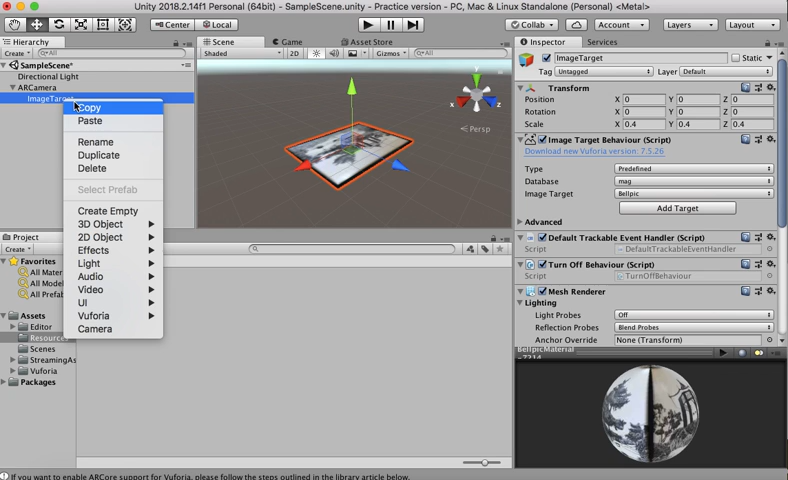 Unity 2018.2.14f1 Personal (64bit) - SampleScene.unity - Practice version - PC, Mac & Linux Standalone (Personal) <Metal>
Center
Local
Collab
Account
Layers
Layout
Hierarchy
Create
All
SampleScene*
Directional Light
ARCamera
ImageTarget
Copy
Paste
Rename
Duplicate
Delete
Select Prefab
Create Empty
3D Object
2D Object
Effects
Light
Audio
Video
UI
Vuforia
Camera
Scene
Game
Asset Store
Shaded
2D
Gizmos
All
y
x
z
Persp
Project
Create
Favorites
All Mater
All Model
All Prefab
Assets
Editor
Resources
Scenes
StreamingAs
Vuforia
Packages
Inspector
Services
ImageTarget
Static
Tag Untagged
Layer Default
Transform
Position X 0 Y 0 Z 0
Rotation X 0 Y 0 Z 0
Scale X 0.4 Y 0.4 Z 0.4
Image Target Behaviour (Script)
Download new Vuforia version: 7.5.26
Type Predefined
Database mag
Image Target Bellpic
Add Target
Advanced
Default Trackable Event Handler (Script)
Script DefaultTrackableEventHandler
Turn Off Behaviour (Script)
Script TurnOffBehaviour
Mesh Renderer
Lighting
Light Probes Off
Reflection Probes Blend Probes
Anchor Override None (Transform)
BellpicMaterial
If you want to enable ARCore support for Vuforia, please follow the steps outlined in the library article below.